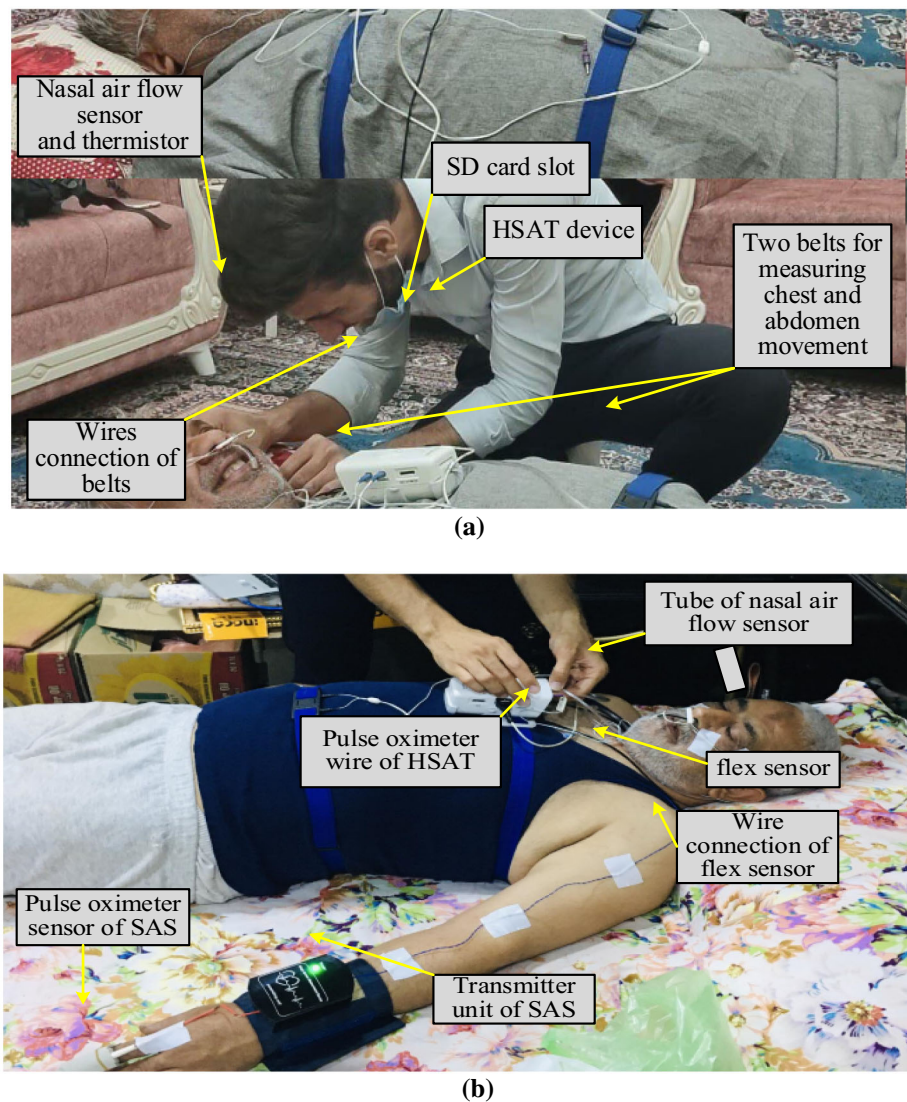 Nasal air flow
sensor
and thermistor
SD card slot
HSAT device
Two belts for
measuring
chest and
abdomen
movement
Wires
connection of
belts
(a)
ingco
Tube of nasal air
flow sensor
Pulse oximeter
wire of HSAT
flex sensor
Wire
connection of
flex sensor
Pulse oximeter
sensor of SAS
Transmitter
unit of SAS
(b)